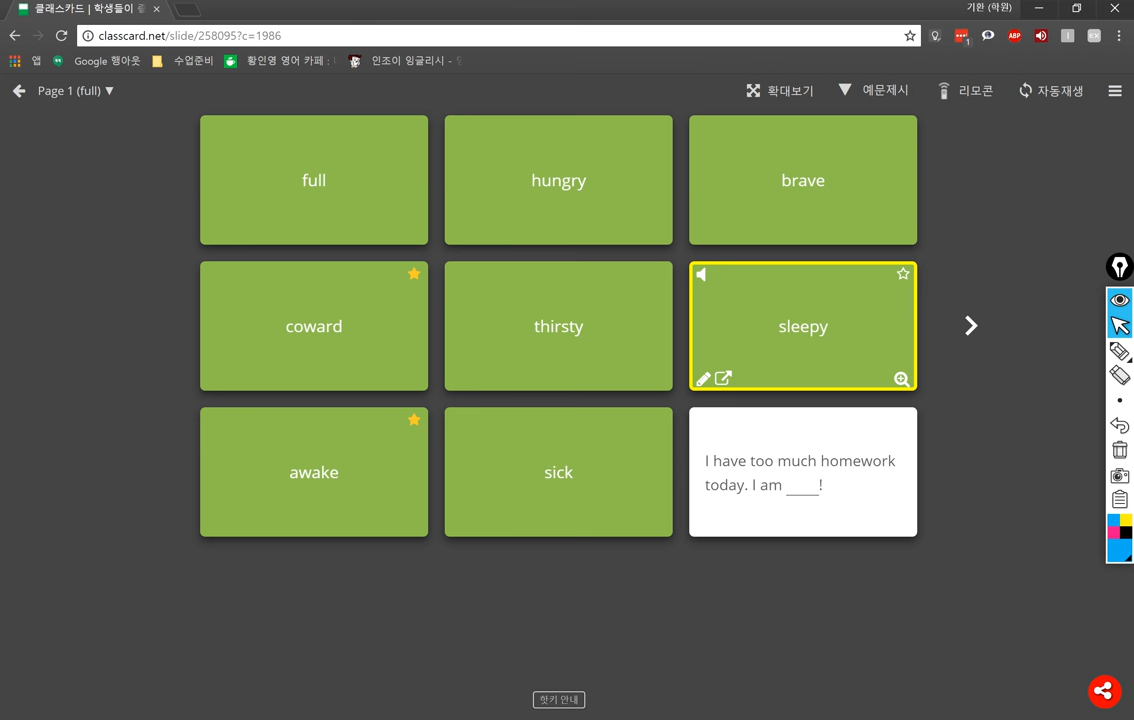 클래스카드 | 학생들이
기환 (학원)
classcard.net/slide/258095?c=1986
ABP
1
앱
Google 행아웃
수업준비
황인영 영어 카페 :
인조이 잉글리시 -
Page 1 (full) ▼
확대보기
예문제시
리모콘
자동재생
full
hungry
brave
coward
thirsty
sleepy
awake
sick
I have too much homework
today. I am ____!
핫키 안내